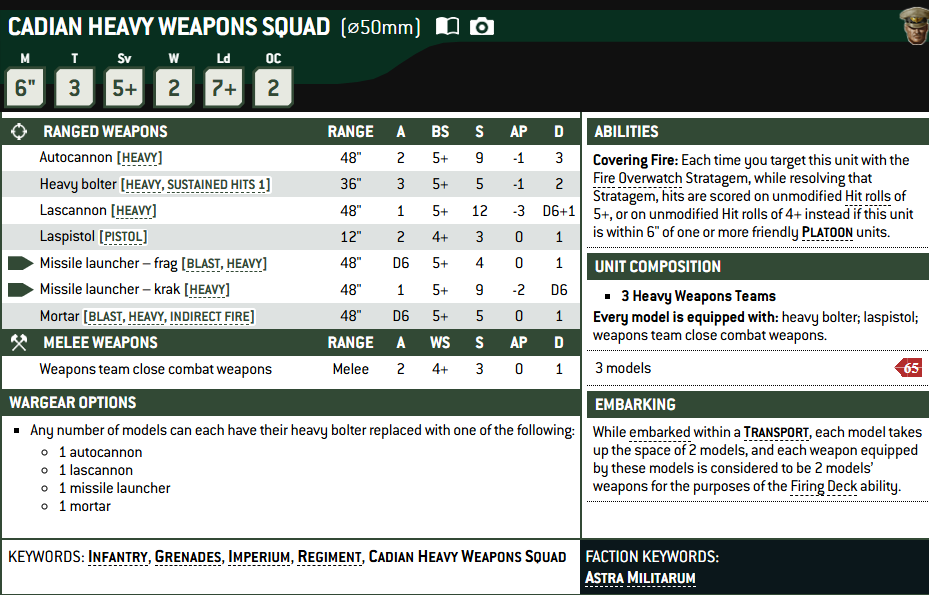 CADIAN HEAVY WEAPONS SQUAD (⌀50mm)
M T Sv W Ld OC
6" 3 5+ 2 7+ 2
RANGED WEAPONS RANGE A BS S AP D
Autocannon [HEAVY] 48" 2 5+ 9 -1 3
Heavy bolter [HEAVY, SUSTAINED HITS 1] 36" 3 5+ 5 -1 2
Lascannon [HEAVY] 48" 1 5+ 12 -3 D6+1
Laspistol [PISTOL] 12" 2 4+ 3 0 1
Missile launcher – frag [BLAST, HEAVY] 48" D6 5+ 4 0 1
Missile launcher – krak [HEAVY] 48" 1 5+ 9 -2 D6
Mortar [BLAST, HEAVY, INDIRECT FIRE] 48" D6 5+ 5 0 1
MELEE WEAPONS RANGE A WS S AP D
Weapons team close combat weapons Melee 2 4+ 3 0 1
WARGEAR OPTIONS
▪ Any number of models can each have their heavy bolter replaced with one of the following:
○ 1 autocannon
○ 1 lascannon
○ 1 missile launcher
○ 1 mortar
ABILITIES
Covering Fire: Each time you target this unit with the
Fire Overwatch Stratagem, while resolving that
Stratagem, hits are scored on unmodified Hit rolls of
5+, or on unmodified Hit rolls of 4+ instead if this unit
is within 6" of one or more friendly PLATOON units.
UNIT COMPOSITION
▪ 3 Heavy Weapons Teams
Every model is equipped with: heavy bolter; laspistol;
weapons team close combat weapons.
3 models 65
EMBARKING
While embarked within a TRANSPORT, each model takes
up the space of 2 models, and each weapon equipped
by these models is considered to be 2 models'
weapons for the purposes of the Firing Deck ability.
KEYWORDS: INFANTRY, GRENADES, IMPERIUM, REGIMENT, CADIAN HEAVY WEAPONS SQUAD
FACTION KEYWORDS:
ASTRA MILITARUM